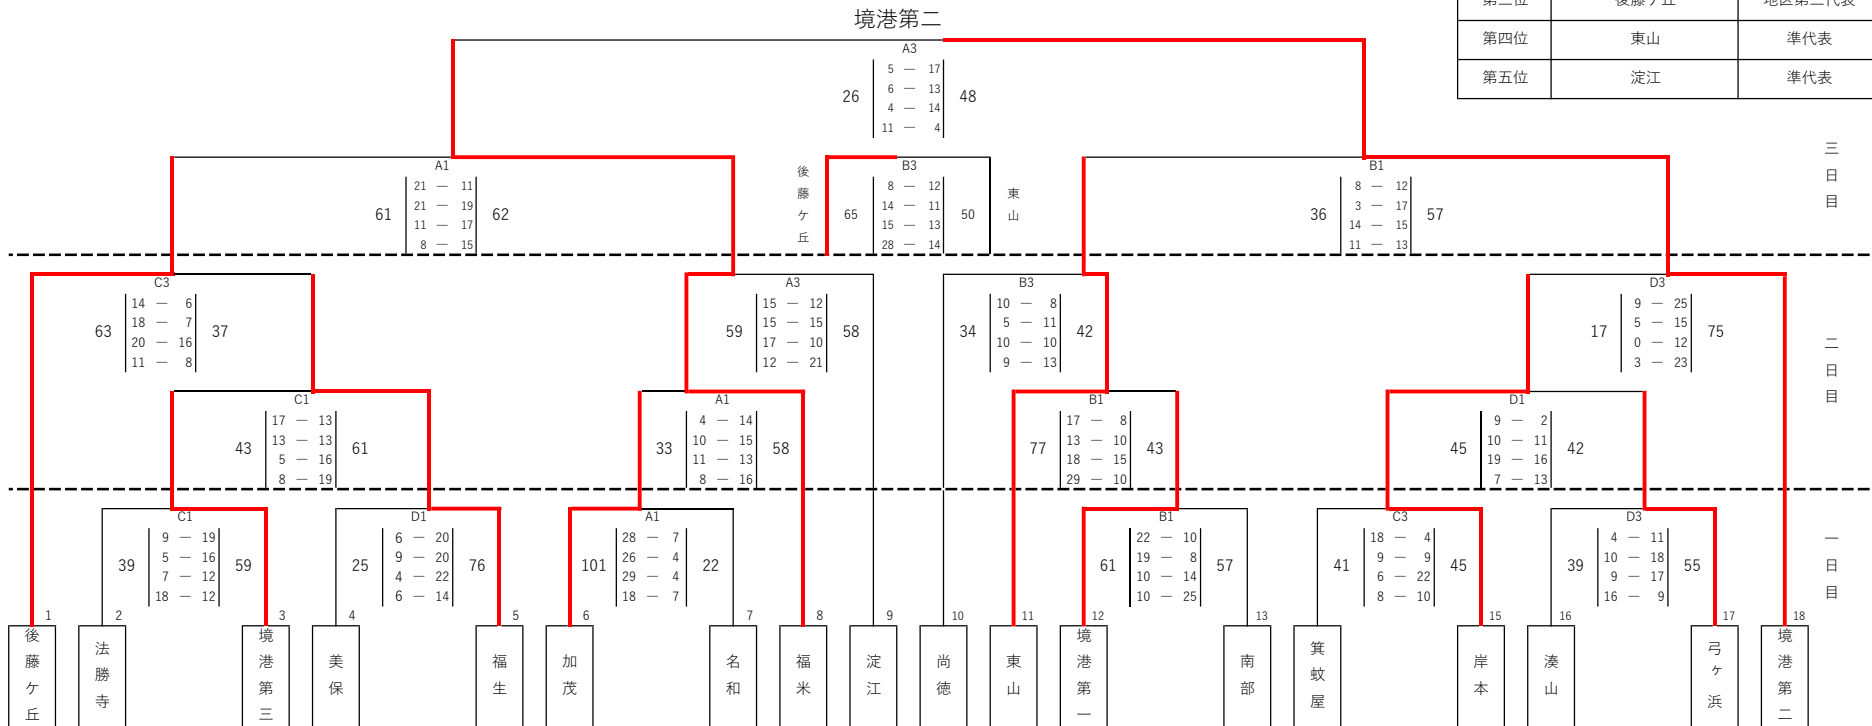 境港第二
第四位 東山 準代表
第五位 淀江 準代表
A3
26 48
5 — 17
6 — 13
4 — 14
11 — 4
三日目
A1
61 62
21 — 11
21 — 19
11 — 17
8 — 15
後藤ケ丘
B3
65 50
8 — 12
14 — 11
15 — 13
28 — 14
東山
B1
36 57
8 — 12
3 — 17
14 — 15
11 — 13
二日目
C3
63 37
14 — 6
18 — 7
20 — 16
11 — 8
A3
59 58
15 — 12
15 — 15
17 — 10
12 — 21
B3
34 42
10 — 8
5 — 11
10 — 10
9 — 13
D3
17 75
9 — 25
5 — 15
0 — 12
3 — 23
C1
43 61
17 — 13
13 — 13
5 — 16
8 — 19
A1
33 58
4 — 14
10 — 15
11 — 13
8 — 16
B1
77 43
17 — 8
13 — 10
18 — 15
29 — 10
D1
45 42
9 — 2
10 — 11
19 — 16
7 — 13
一日目
C1
39 59
9 — 19
5 — 16
7 — 12
18 — 12
D1
25 76
6 — 20
9 — 20
4 — 22
6 — 14
A1
101 22
28 — 7
26 — 4
29 — 4
18 — 7
B1
61 57
22 — 10
19 — 8
10 — 14
10 — 25
C3
41 45
18 — 4
9 — 9
6 — 22
8 — 10
D3
39 55
4 — 11
10 — 18
9 — 17
16 — 9
1 後藤ケ丘
2 法勝寺
3 境港第三
4 美保
5 福生
6 加茂
7 名和
8 福米
9 淀江
10 尚徳
11 東山
12 境港第一
13 南部
箕蚊屋
15 岸本
16 湊山
17 弓ヶ浜
18 境港第二